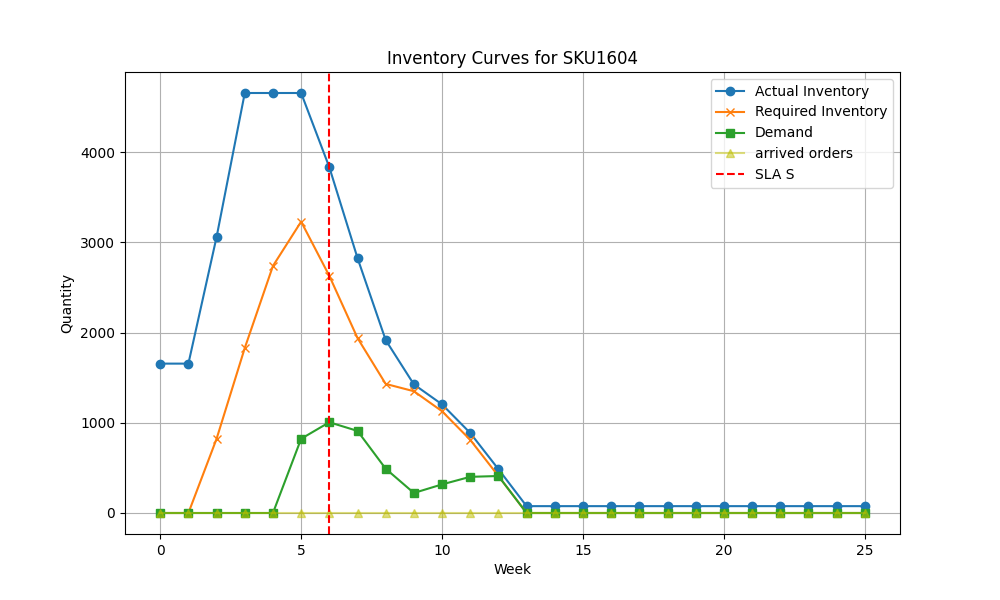 Inventory Curves for SKU1604
Actual Inventory
Required Inventory
Demand
arrived orders
SLA S
Quantity
4000
3000
2000
1000
0
0 5 10 15 20 25
Week